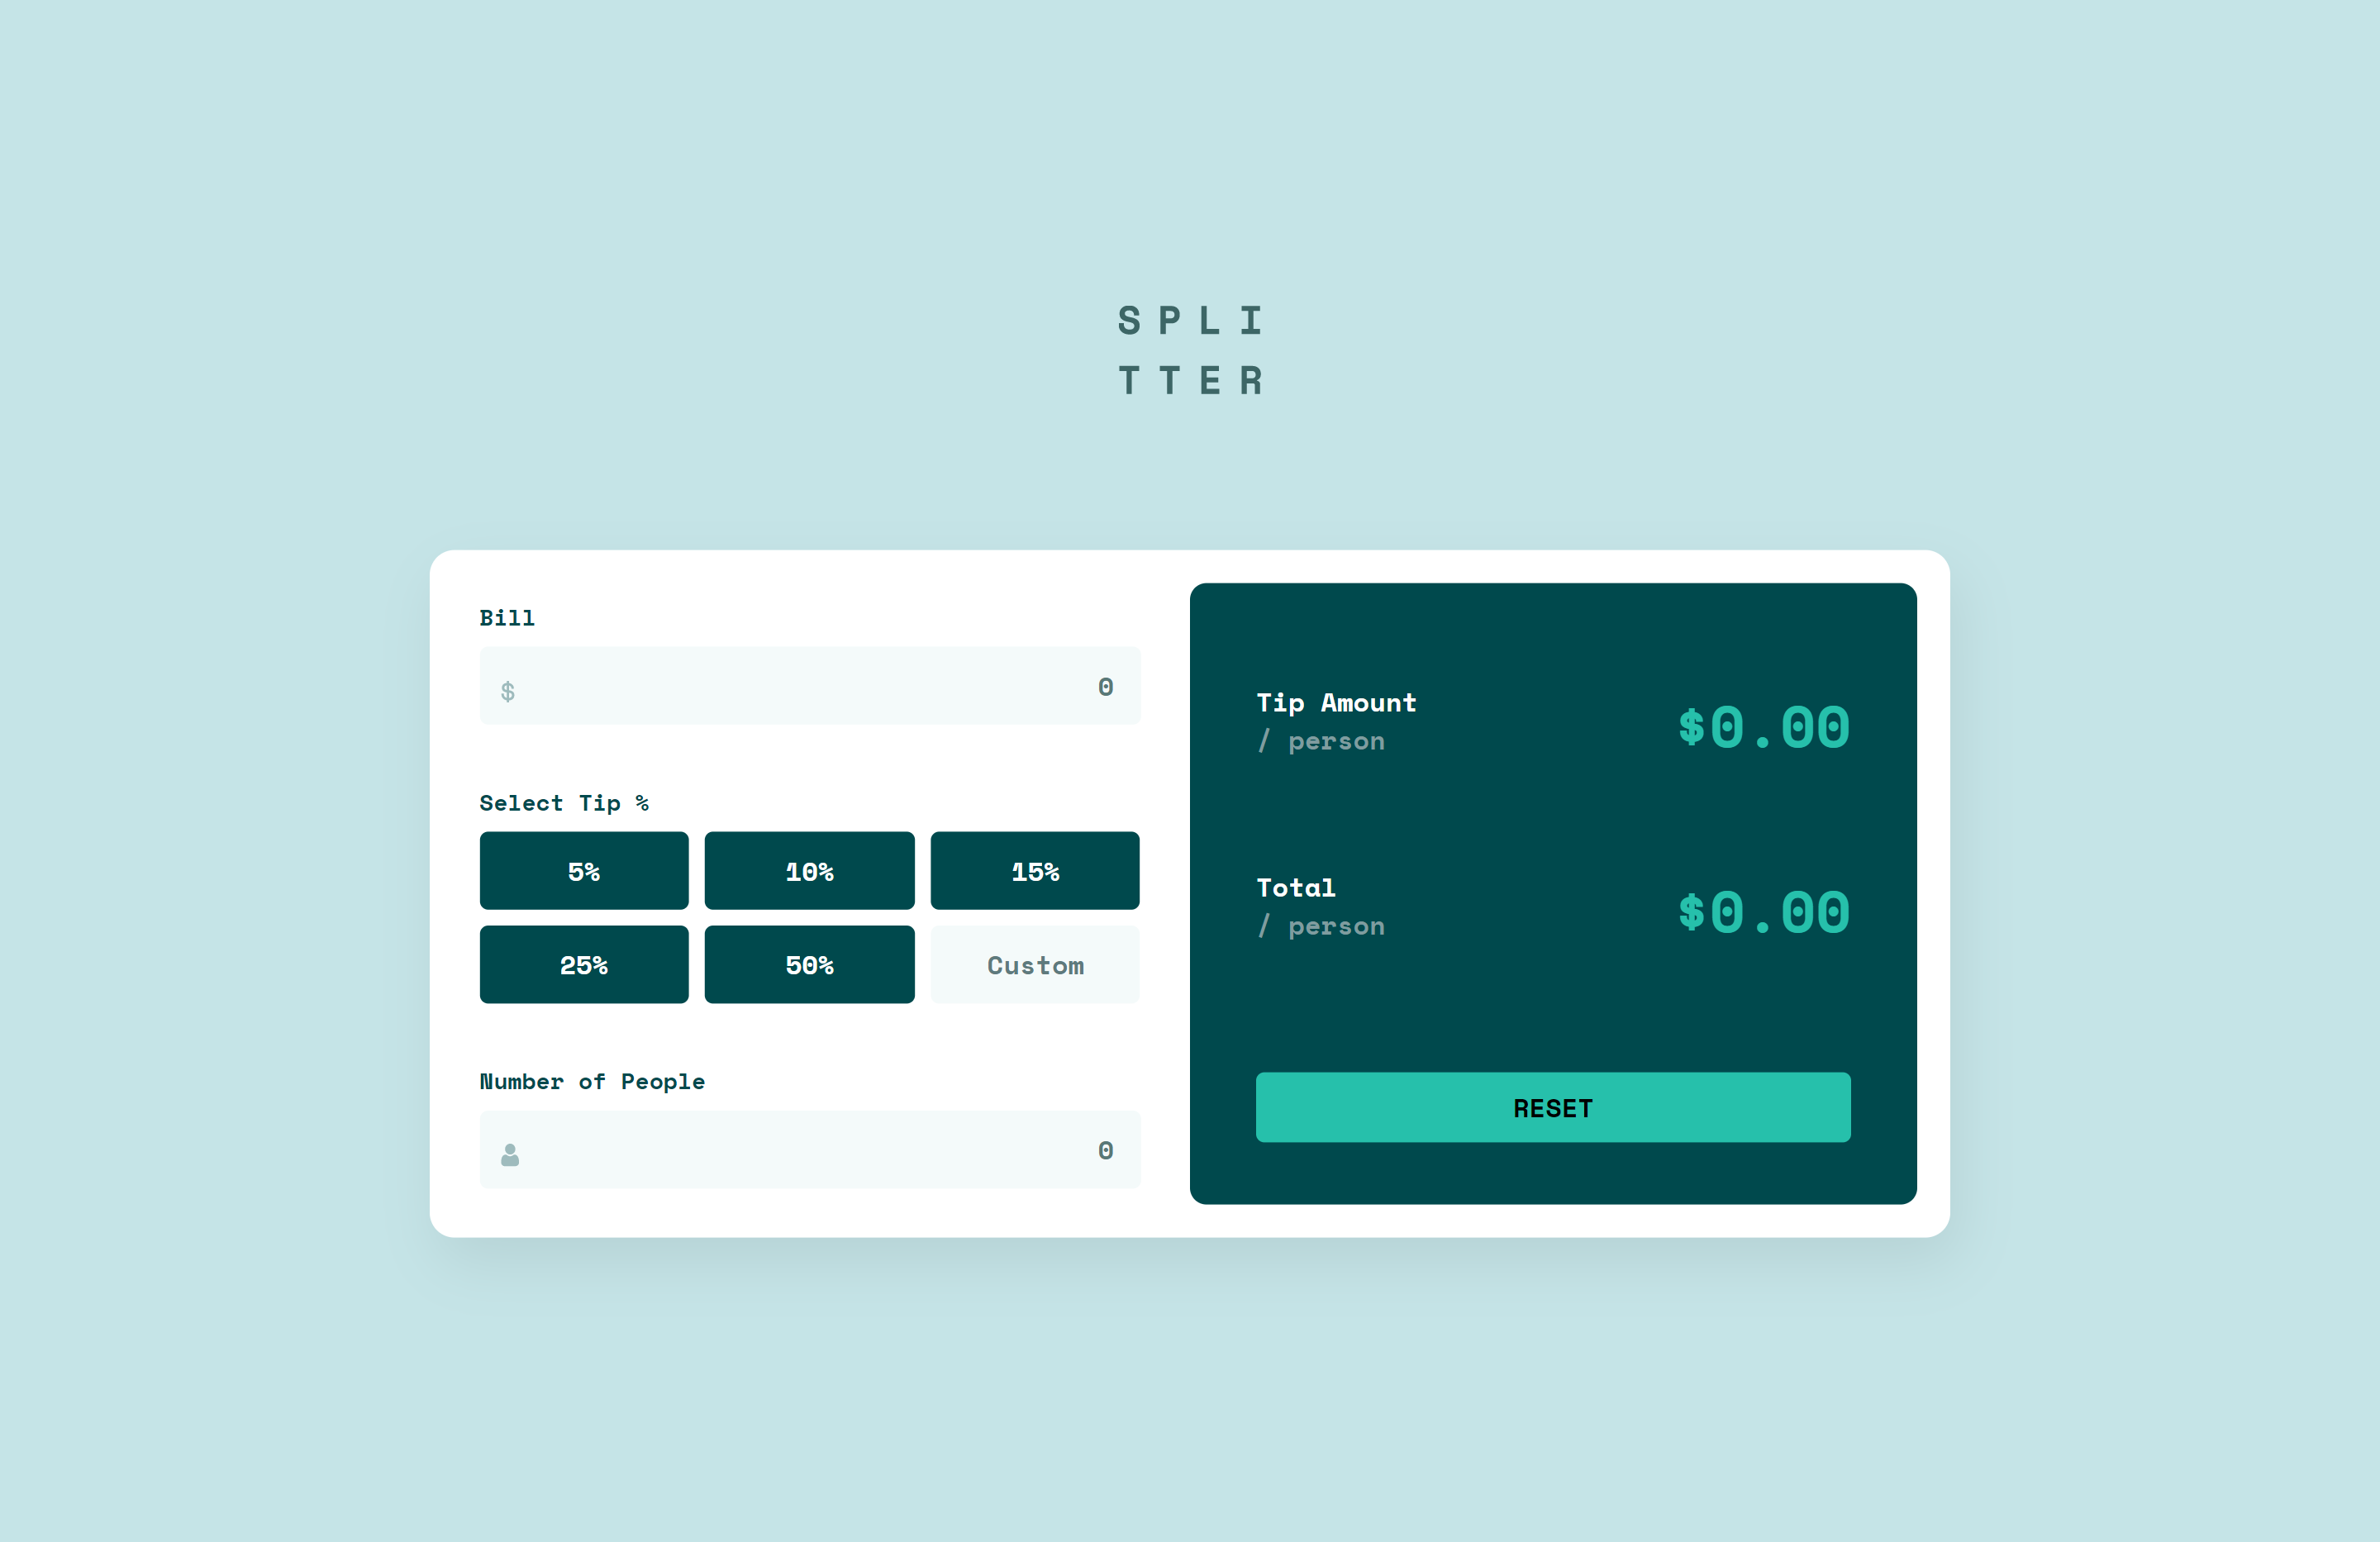 SPLI
TTER
Bill
$ 0
Select Tip %
5% 10% 15%
25% 50% Custom
Number of People
0
Tip Amount
/ person
$0.00
Total
/ person
$0.00
RESET